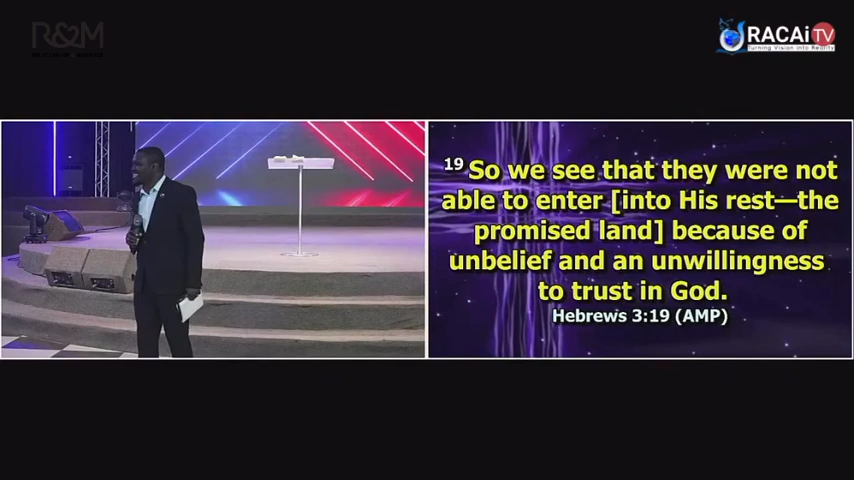 R&M
RACAi TV
Turning Vision into Reality
19 So we see that they were not
able to enter [into His rest—the
promised land] because of
unbelief and an unwillingness
to trust in God.
Hebrews 3:19 (AMP)